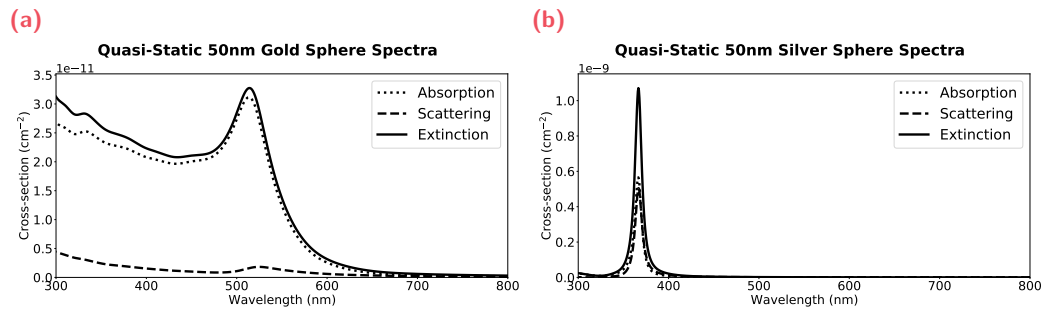 (a)
Quasi-Static 50nm Gold Sphere Spectra
1e−11
3.5
3.0
2.5
2.0
1.5
1.0
0.5
0.0
Cross-section (cm⁻²)
Absorption
Scattering
Extinction
300 400 500 600 700 800
Wavelength (nm)
(b)
Quasi-Static 50nm Silver Sphere Spectra
1e−9
1.0
0.8
0.6
0.4
0.2
0.0
Cross-section (cm⁻²)
Absorption
Scattering
Extinction
300 400 500 600 700 800
Wavelength (nm)